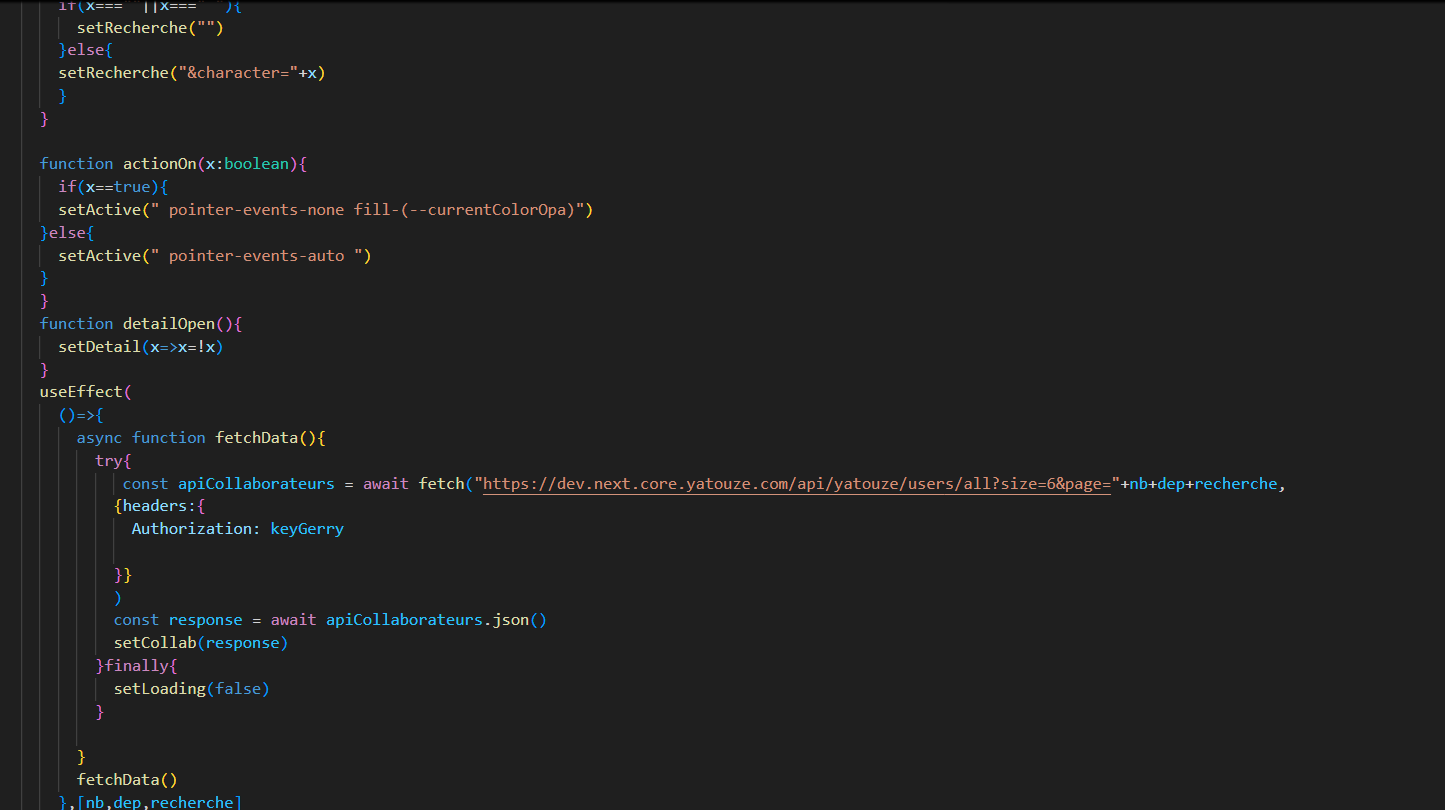 if(x===""||x===" "){
setRecherche("")
}else{
setRecherche("&character="+x)
}
}
function actionOn(x:boolean){
if(x==true){
setActive(" pointer-events-none fill-(--currentColorOpa)")
}else{
setActive(" pointer-events-auto ")
}
}
function detailOpen(){
setDetail(x=>x=!x)
}
useEffect(
()=>{
async function fetchData(){
try{
const apiCollaborateurs = await fetch("https://dev.next.core.yatouze.com/api/yatouze/users/all?size=6&page="+nb+dep+recherche,
{headers:{
Authorization: keyGerry
}}
)
const response = await apiCollaborateurs.json()
setCollab(response)
}finally{
setLoading(false)
}
}
fetchData()
},[nb,dep,recherche]